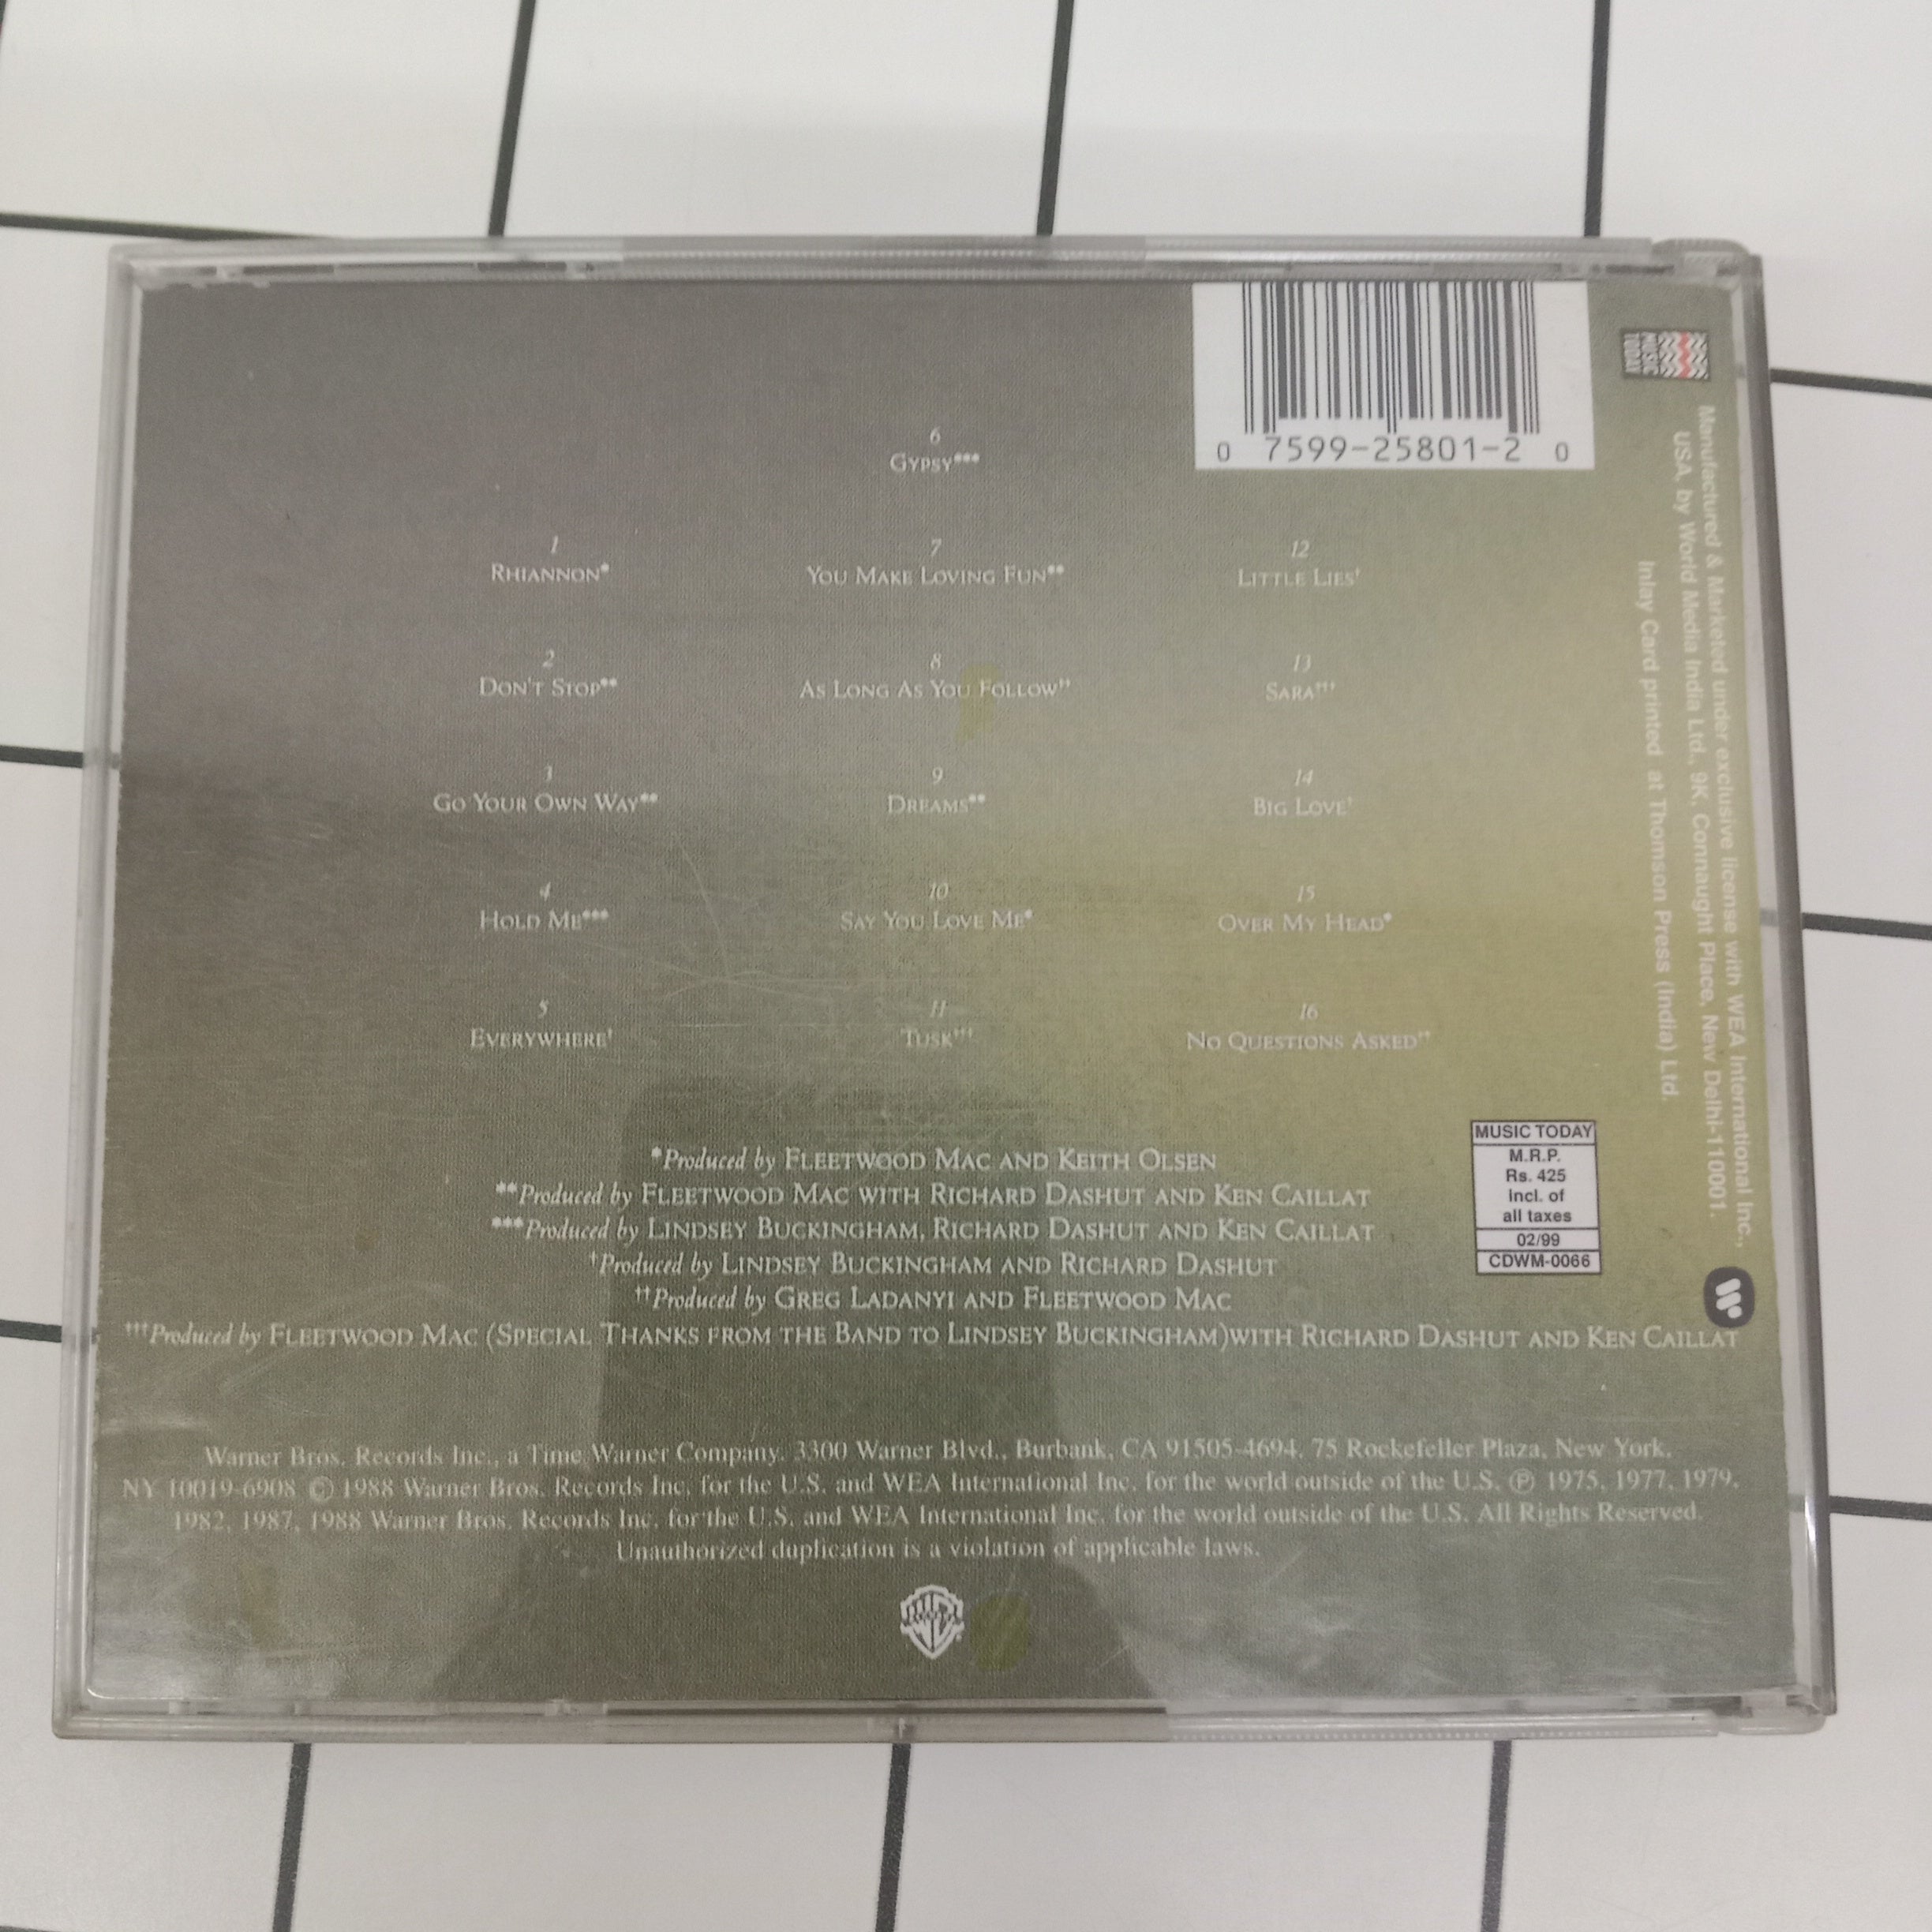 0 7599-25801-2 0
1
RHIANNON*
2
DON'T STOP**
3
GO YOUR OWN WAY**
4
HOLD ME***
5
EVERYWHERE†
6
GYPSY***
7
YOU MAKE LOVING FUN**
8
AS LONG AS YOU FOLLOW††
9
DREAMS**
10
SAY YOU LOVE ME*
11
TUSK†††
12
LITTLE LIES†
13
SARA†††
14
BIG LOVE†
15
OVER MY HEAD*
16
NO QUESTIONS ASKED††
*Produced by FLEETWOOD MAC AND KEITH OLSEN
**Produced by FLEETWOOD MAC WITH RICHARD DASHUT AND KEN CAILLAT
***Produced by LINDSEY BUCKINGHAM, RICHARD DASHUT AND KEN CAILLAT
†Produced by LINDSEY BUCKINGHAM AND RICHARD DASHUT
††Produced by GREG LADANYI AND FLEETWOOD MAC
†††Produced by FLEETWOOD MAC (SPECIAL THANKS FROM THE BAND TO LINDSEY BUCKINGHAM)WITH RICHARD DASHUT AND KEN CAILLAT
Warner Bros. Records Inc., a Time Warner Company. 3300 Warner Blvd., Burbank, CA 91505-4694. 75 Rockefeller Plaza, New York,
NY 10019-6908 © 1988 Warner Bros. Records Inc. for the U.S. and WEA International Inc. for the world outside of the U.S. ℗ 1975, 1977, 1979,
1982, 1987, 1988 Warner Bros. Records Inc. for the U.S. and WEA International Inc. for the world outside of the U.S. All Rights Reserved.
Unauthorized duplication is a violation of applicable laws.
MUSIC TODAY
M.R.P.
Rs. 425
Incl. of
all taxes
02/99
CDWM-0066
MUSIC
TODAY
Manufactured & Marketed under exclusive license with WEA International Inc.,
USA, by World Media India Ltd., 9K, Connaught Place, New Delhi-110001.
Inlay Card printed at Thomson Press (India) Ltd.